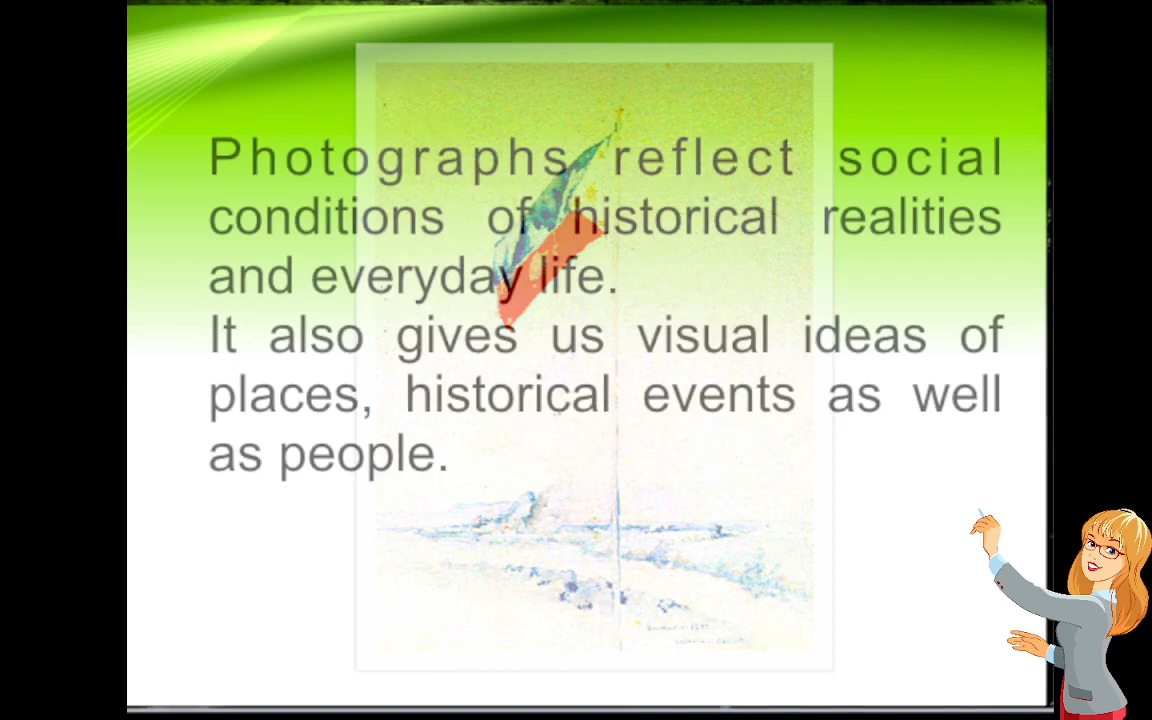 Photographs reflect social
conditions of historical realities
and everyday life.
It also gives us visual ideas of
places, historical events as well
as people.